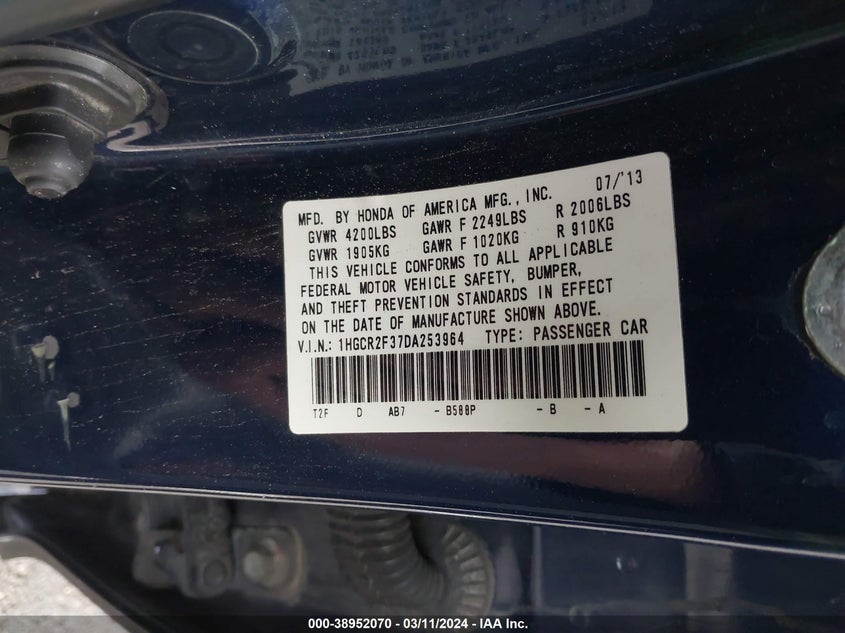 MFD. BY HONDA OF AMERICA MFG., INC. 07/'13
GVWR 4200LBS GAWR F 2249LBS R 2006LBS
GVWR 1905KG GAWR F 1020KG R 910KG
THIS VEHICLE CONFORMS TO ALL APPLICABLE
FEDERAL MOTOR VEHICLE SAFETY, BUMPER,
AND THEFT PREVENTION STANDARDS IN EFFECT
ON THE DATE OF MANUFACTURE SHOWN ABOVE.
V.I.N.: 1HGCR2F37DA253964 TYPE: PASSENGER CAR
T2F D AB7 - B588P - B - A
000-38952070 - 03/11/2024 - IAA Inc.